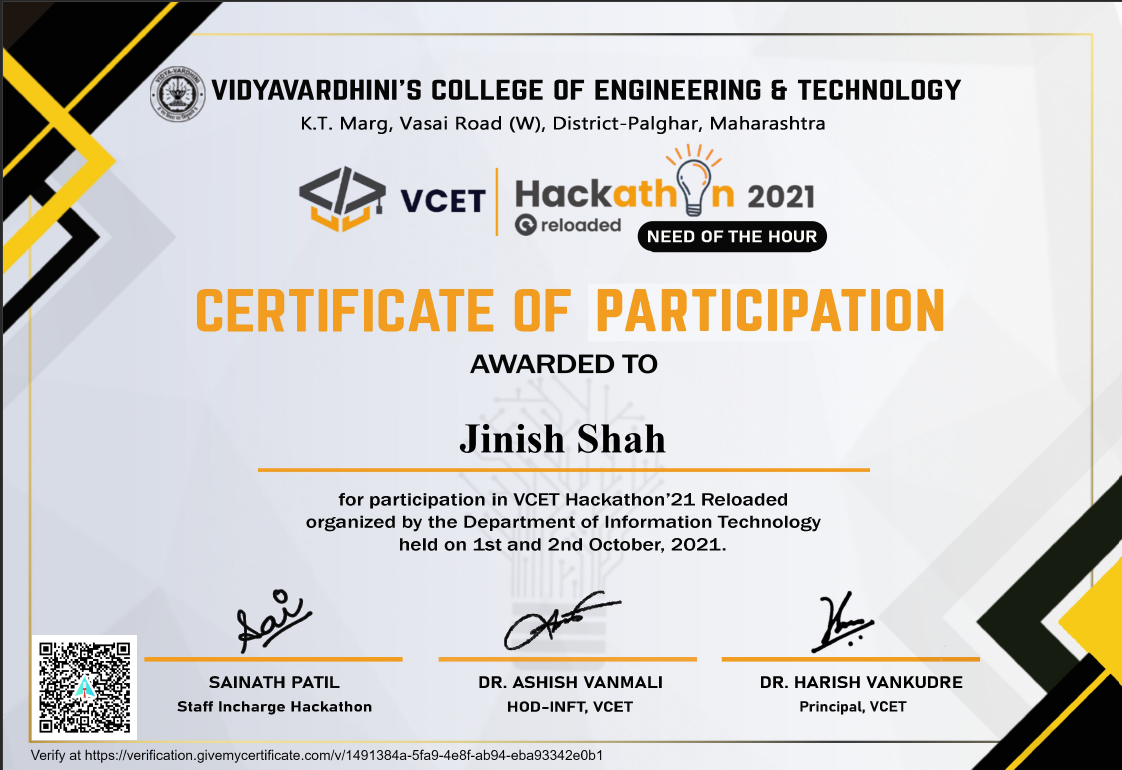 VIDYAVARDHINI'S COLLEGE OF ENGINEERING & TECHNOLOGY
K.T. Marg, Vasai Road (W), District-Palghar, Maharashtra
VCET
Hackathon 2021
reloaded
NEED OF THE HOUR
CERTIFICATE OF PARTICIPATION
AWARDED TO
Jinish Shah
for participation in VCET Hackathon'21 Reloaded
organized by the Department of Information Technology
held on 1st and 2nd October, 2021.
Sai
SAINATH PATIL
Staff Incharge Hackathon
DR. ASHISH VANMALI
HOD-INFT, VCET
DR. HARISH VANKUDRE
Principal, VCET
Verify at https://verification.givemycertificate.com/v/1491384a-5fa9-4e8f-ab94-eba93342e0b1